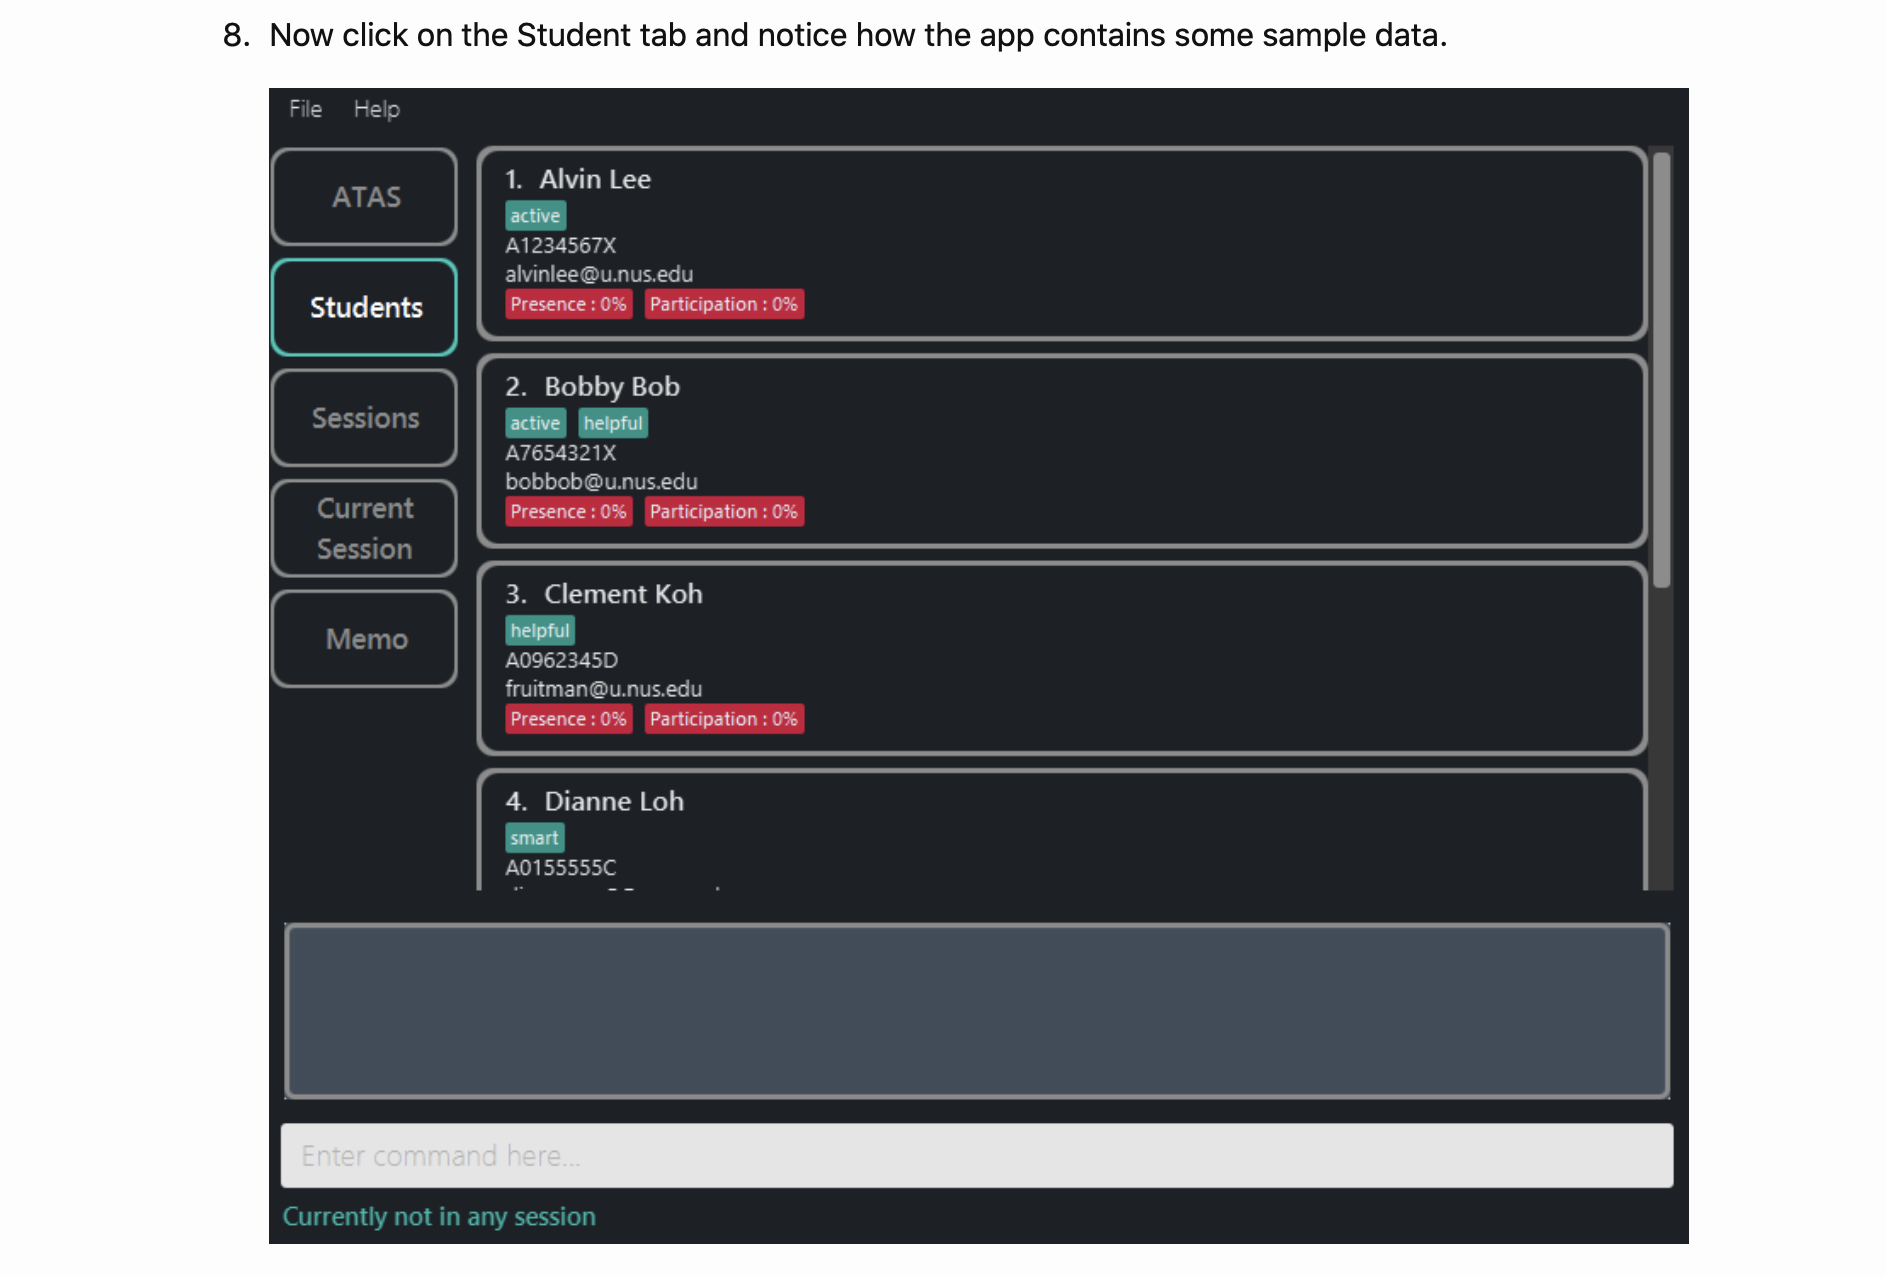 8. Now click on the Student tab and notice how the app contains some sample data.
File Help
ATAS
Students
Sessions
Current
Session
Memo
1. Alvin Lee
active
A1234567X
alvinlee@u.nus.edu
Presence : 0% Participation : 0%
2. Bobby Bob
active helpful
A7654321X
bobbob@u.nus.edu
Presence : 0% Participation : 0%
3. Clement Koh
helpful
A0962345D
fruitman@u.nus.edu
Presence : 0% Participation : 0%
4. Dianne Loh
smart
A0155555C
Enter command here...
Currently not in any session